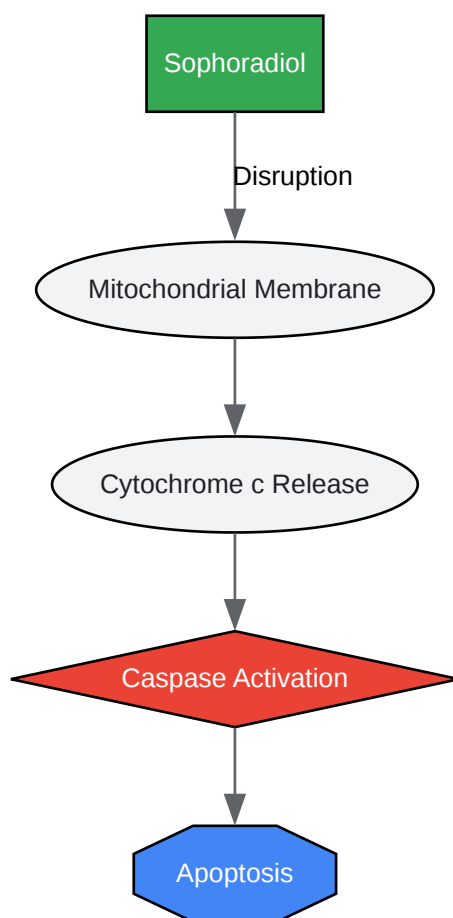 Sophoradiol
Disruption
Mitochondrial Membrane
Cytochrome c Release
Caspase Activation
Apoptosis